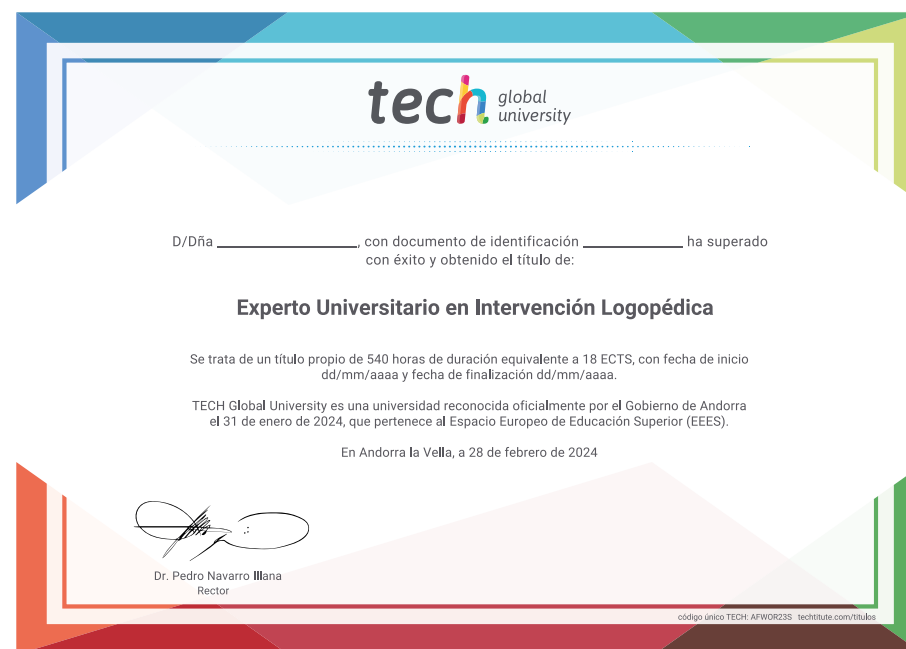 tech global university
D/Dña ____________________, con documento de identificación ______________ ha superado
con éxito y obtenido el título de:
Experto Universitario en Intervención Logopédica
Se trata de un título propio de 540 horas de duración equivalente a 18 ECTS, con fecha de inicio
dd/mm/aaaa y fecha de finalización dd/mm/aaaa.
TECH Global University es una universidad reconocida oficialmente por el Gobierno de Andorra
el 31 de enero de 2024, que pertenece al Espacio Europeo de Educación Superior (EEES).
En Andorra la Vella, a 28 de febrero de 2024
Dr. Pedro Navarro Illana
Rector
código único TECH: AFWOR23S techtitute.com/titulos